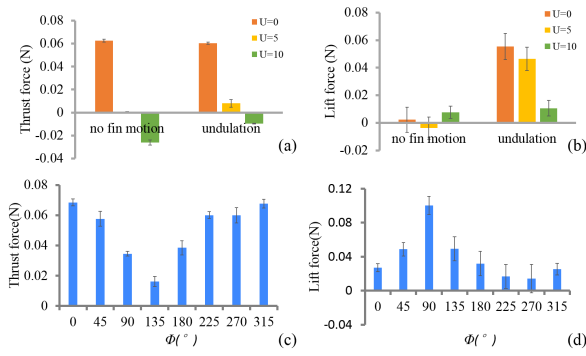 U=0
U=5
U=10
0.08
0.06
0.04
0.02
0
-0.02
-0.04
Thrust force (N)
no fin motion
undulation
(a)
U=0
U=5
U=10
0.08
0.06
0.04
0.02
0
-0.02
Lift force (N)
no fin motion
undulation
(b)
0.08
0.06
0.04
0.02
0
Thrust force(N)
0 45 90 135 180 225 270 315
Φ(°)
(c)
0.12
0.08
0.04
0
-0.04
Lift force(N)
0 45 90 135 180 225 270 315
Φ(°)
(d)